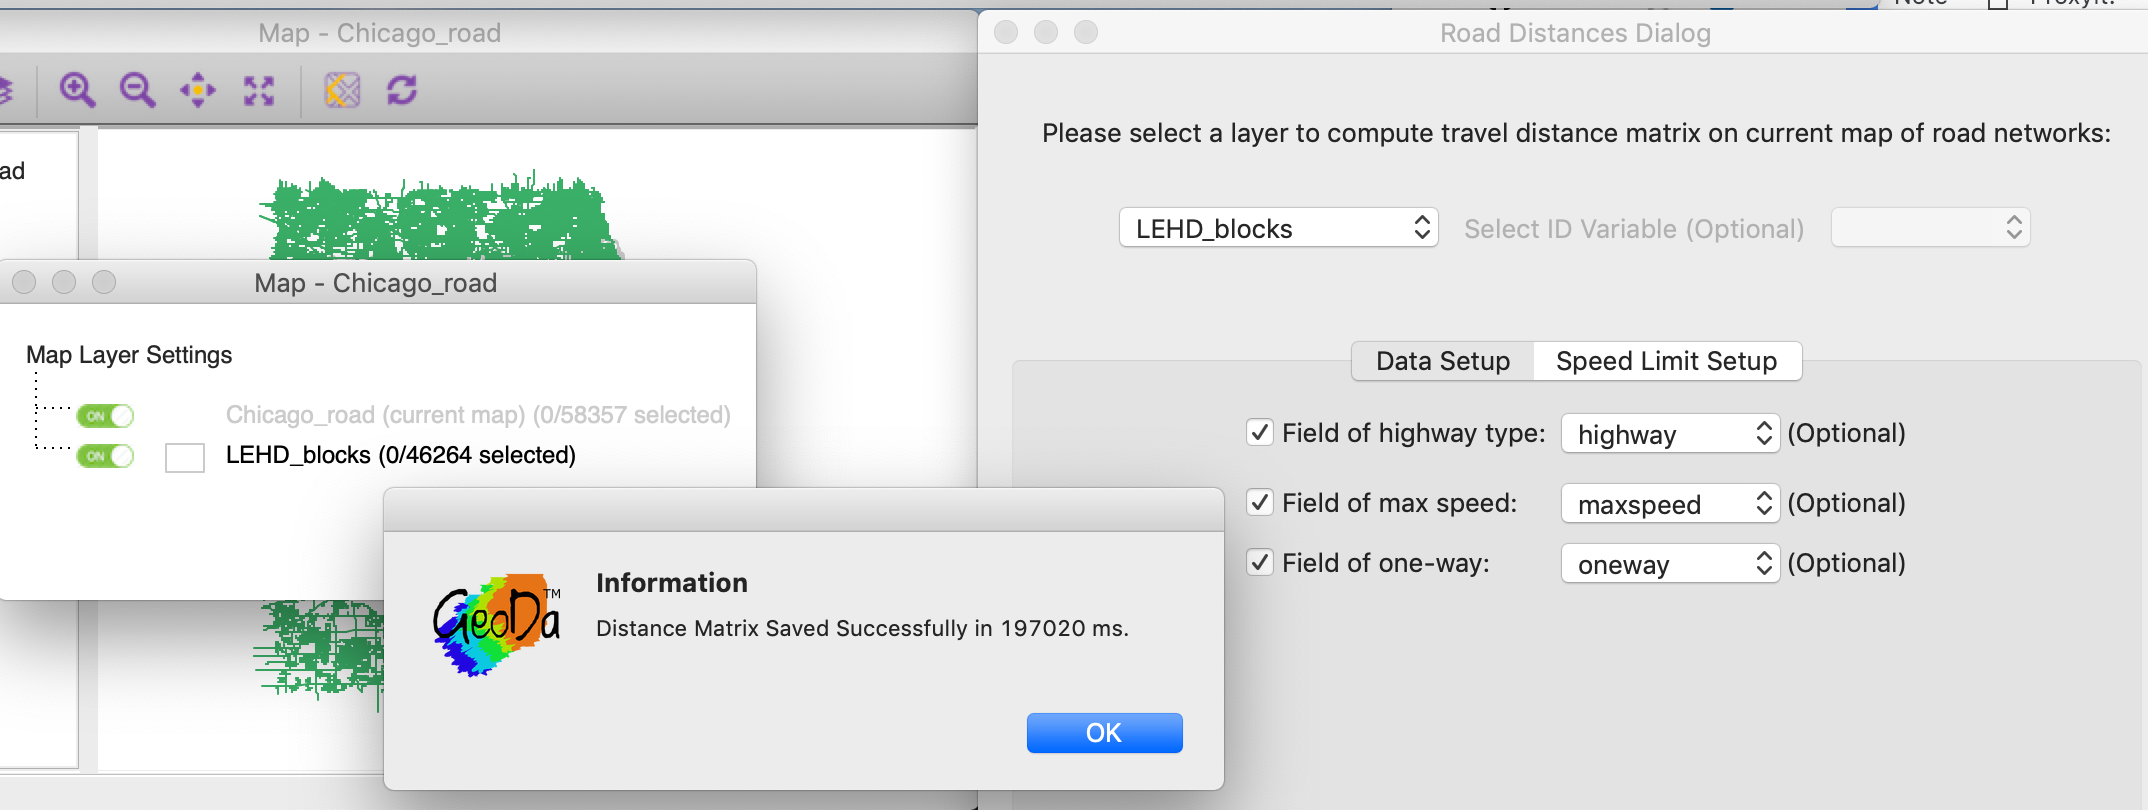 Map - Chicago_road
Road Distances Dialog
Please select a layer to compute travel distance matrix on current map of road networks:
ad
LEHD_blocks
Select ID Variable (Optional)
Map - Chicago_road
Map Layer Settings
ON
Chicago_road (current map) (0/58357 selected)
ON
LEHD_blocks (0/46264 selected)
Data Setup
Speed Limit Setup
Field of highway type:
highway
(Optional)
Field of max speed:
maxspeed
(Optional)
Field of one-way:
oneway
(Optional)
GeoDa™
Information
Distance Matrix Saved Successfully in 197020 ms.
OK